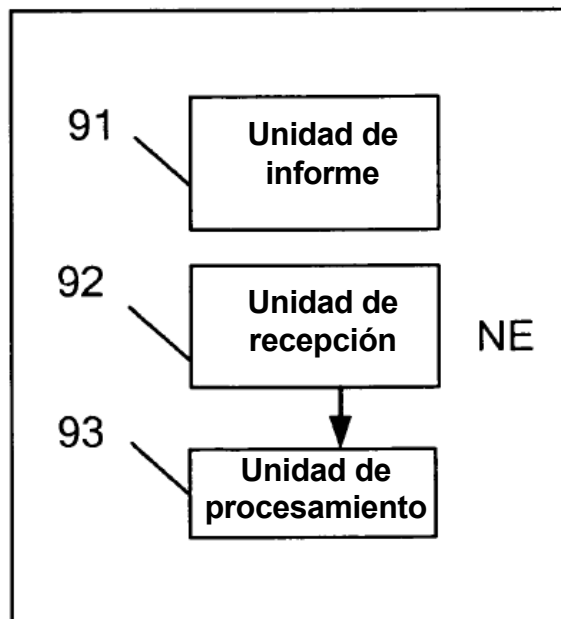 91
Unidad de
informe
92
Unidad de
recepción
NE
93
Unidad de
procesamiento